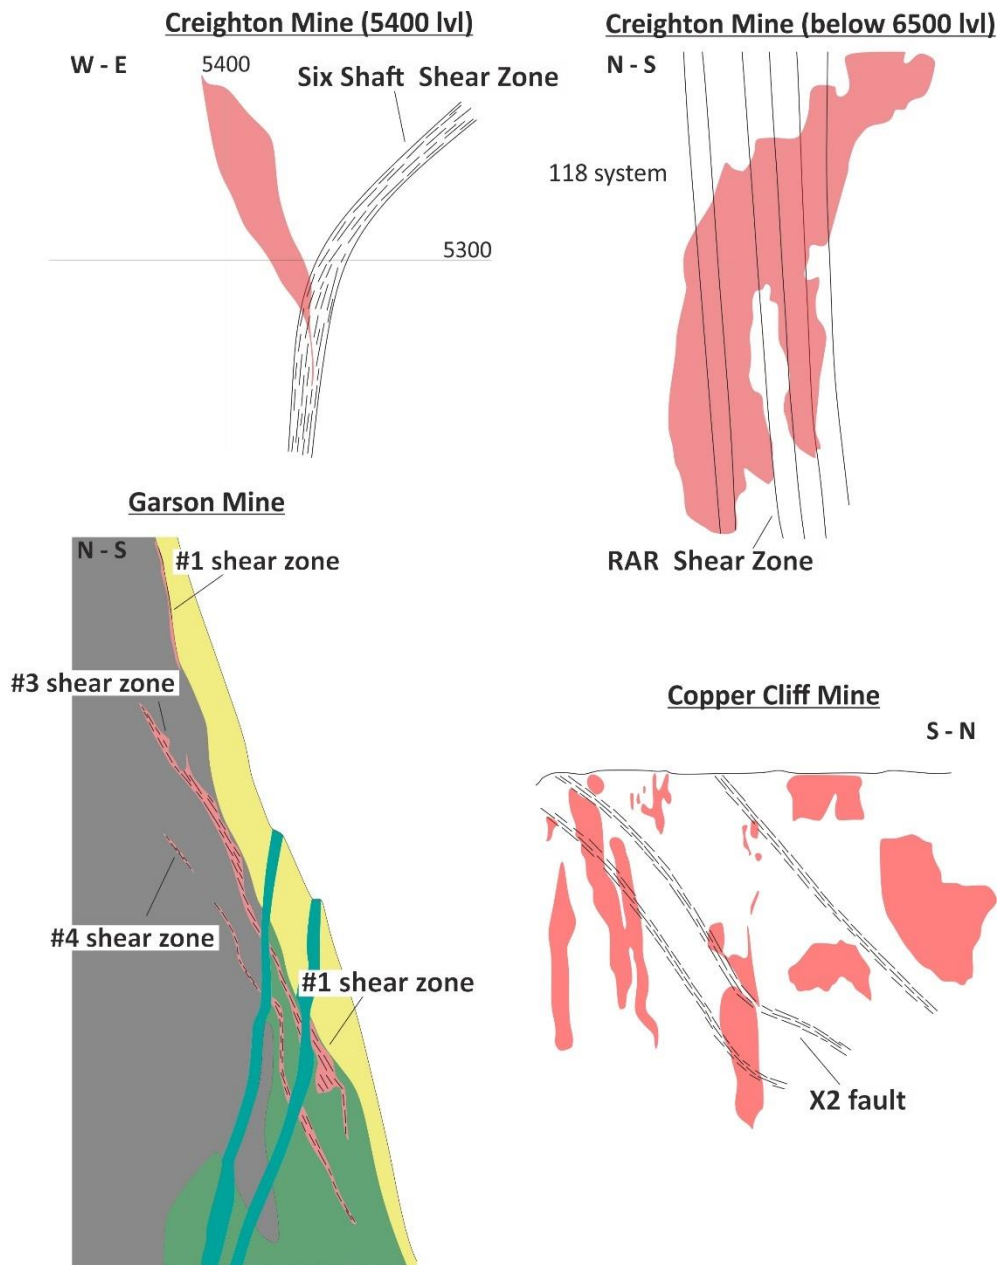 Creighton Mine (5400 lvl)
W - E
5400
Six Shaft Shear Zone
5300
Creighton Mine (below 6500 lvl)
N - S
118 system
RAR Shear Zone
Garson Mine
N - S
#1 shear zone
#3 shear zone
#4 shear zone
#1 shear zone
Copper Cliff Mine
S - N
X2 fault